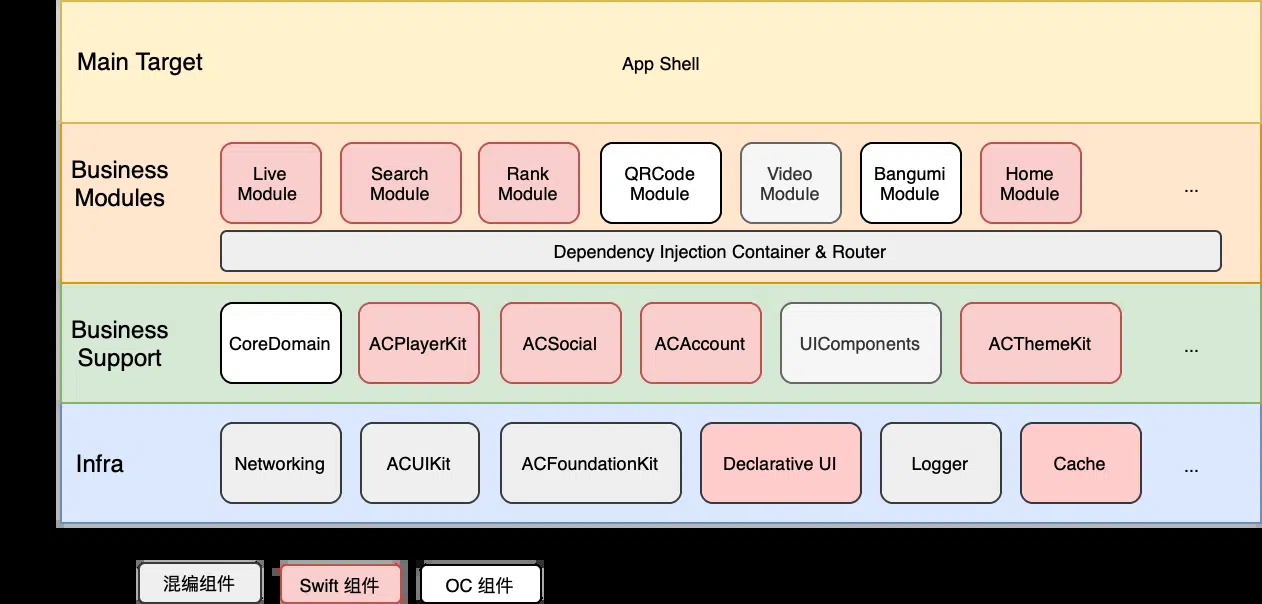 Main Target
App Shell
Business
Modules
Live
Module
Search
Module
Rank
Module
QRCode
Module
Video
Module
Bangumi
Module
Home
Module
...
Dependency Injection Container & Router
Business
Support
CoreDomain
ACPlayerKit
ACSocial
ACAccount
UIComponents
ACThemeKit
...
Infra
Networking
ACUIKit
ACFoundationKit
Declarative UI
Logger
Cache
...
混编组件
Swift 组件
OC 组件